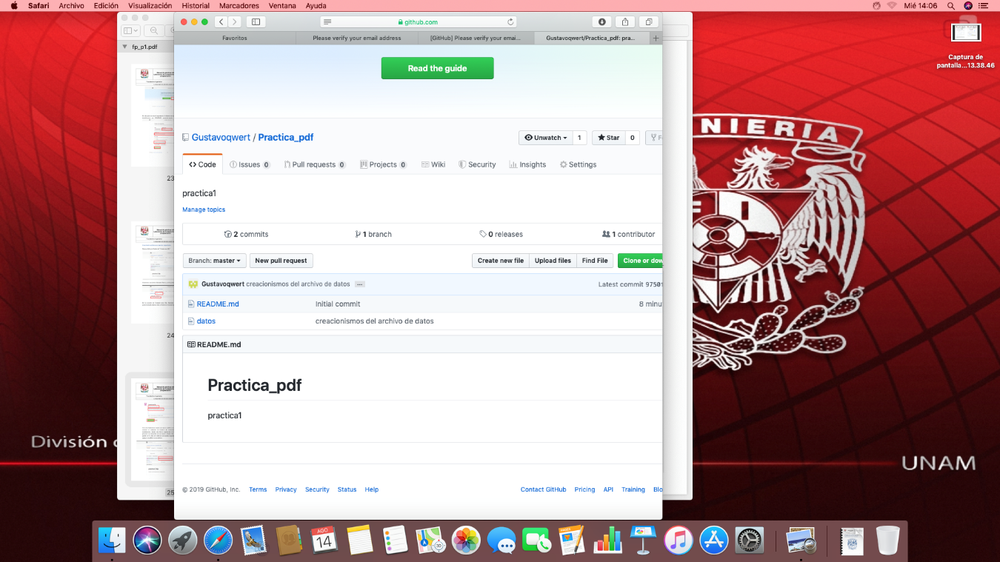 Safari Archivo Edición Visualización Historial Marcadores Ventana Ayuda
Mié 14:06
github.com
Favoritos
Please verify your email address
[GitHub] Please verify your emai...
Gustavoqwert/Practica_pdf: pra...
fp_p1.pdf
23
24
25
Captura de
pantalla...13.38.46
Read the guide
Gustavoqwert / Practica_pdf
Unwatch 1
Star 0
Code
Issues 0
Pull requests 0
Projects 0
Wiki
Security
Insights
Settings
practica1
Manage topics
2 commits
1 branch
0 releases
1 contributor
Branch: master
New pull request
Create new file
Upload files
Find File
Clone or dow
Gustavoqwert creacionismos del archivo de datos ...
Latest commit 9750
README.md Initial commit 8 minu
datos creacionismos del archivo de datos
README.md
Practica_pdf
practica1
© 2019 GitHub, Inc. Terms Privacy Security Status Help
Contact GitHub Pricing API Training Blo
NIERIA
F I
División
UNAM
AGO
14